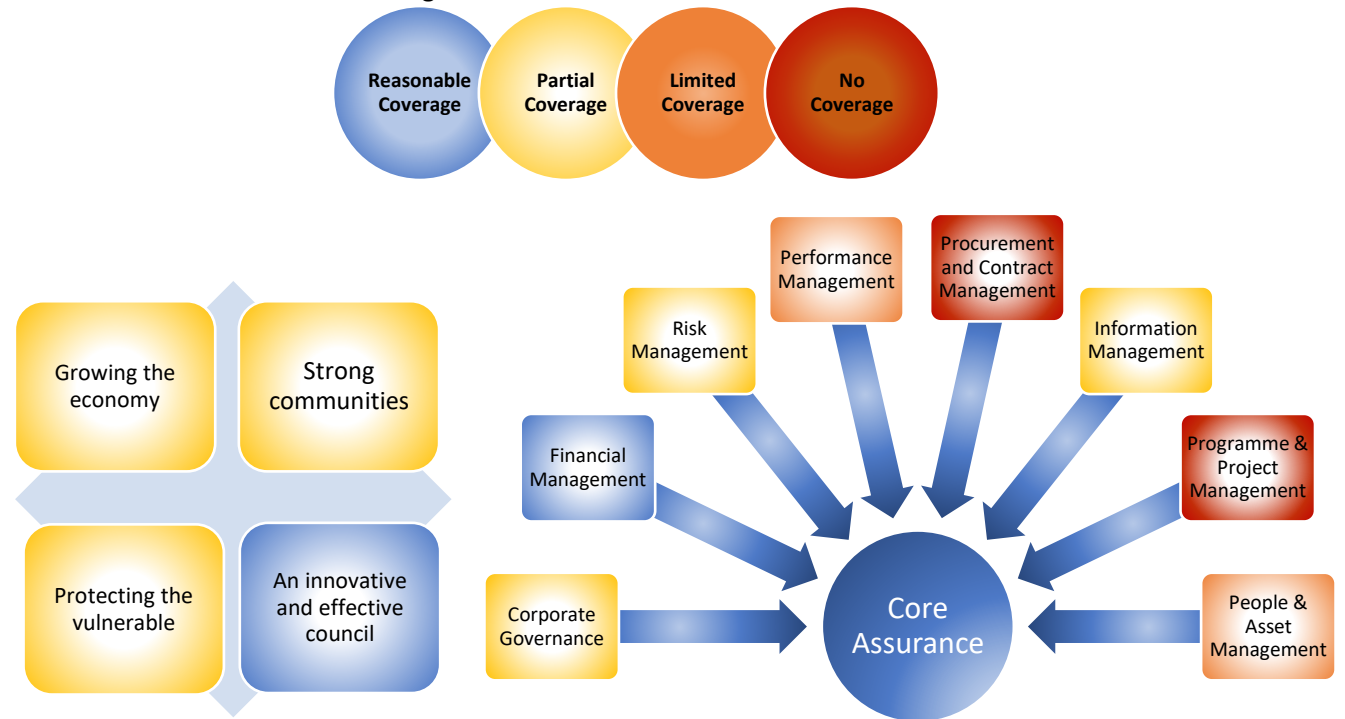 Reasonable
Coverage
Partial
Coverage
Limited
Coverage
No
Coverage
Growing the
economy
Strong
communities
Protecting the
vulnerable
An innovative
and effective
council
Corporate
Governance
Financial
Management
Risk
Management
Performance
Management
Procurement
and Contract
Management
Information
Management
Programme &
Project
Management
People &
Asset
Management
Core
Assurance